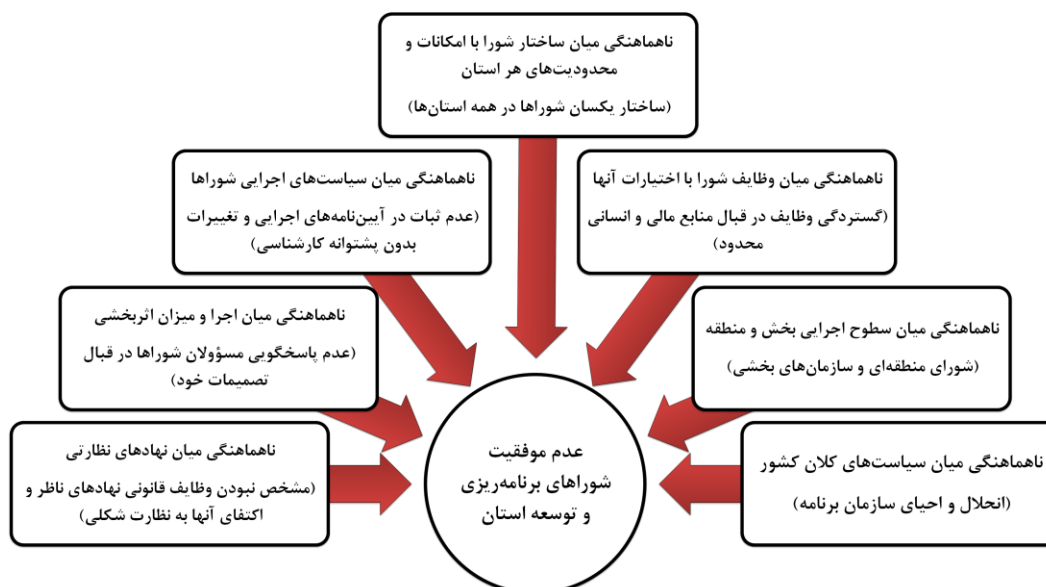 ناهماهنگی میان ساختار شورا با امکانات و
محدودیت‌های هر استان
(ساختار یکسان شوراها در همه استان‌ها)
ناهماهنگی میان وظایف شورا با اختیارات آنها
(گستردگی وظایف در قبال منابع مالی و انسانی
محدود)
ناهماهنگی میان سیاست‌های اجرایی شوراها
(عدم ثبات در آیین‌نامه‌های اجرایی و تغییرات
بدون پشتوانه کارشناسی)
ناهماهنگی میان سطوح اجرایی بخش و منطقه
(شورای منطقه‌ای و سازمان‌های بخشی)
ناهماهنگی میان اجرا و میزان اثربخشی
(عدم پاسخگویی مسؤولان شوراها در قبال
تصمیمات خود)
ناهماهنگی میان سیاست‌های کلان کشور
(انحلال و احیای سازمان برنامه)
عدم موفقیت
شوراهای برنامه‌ریزی
و توسعه استان
ناهماهنگی میان نهادهای نظارتی
(مشخص نبودن وظایف قانونی نهادهای ناظر و
اکتفای آنها به نظارت شکلی)